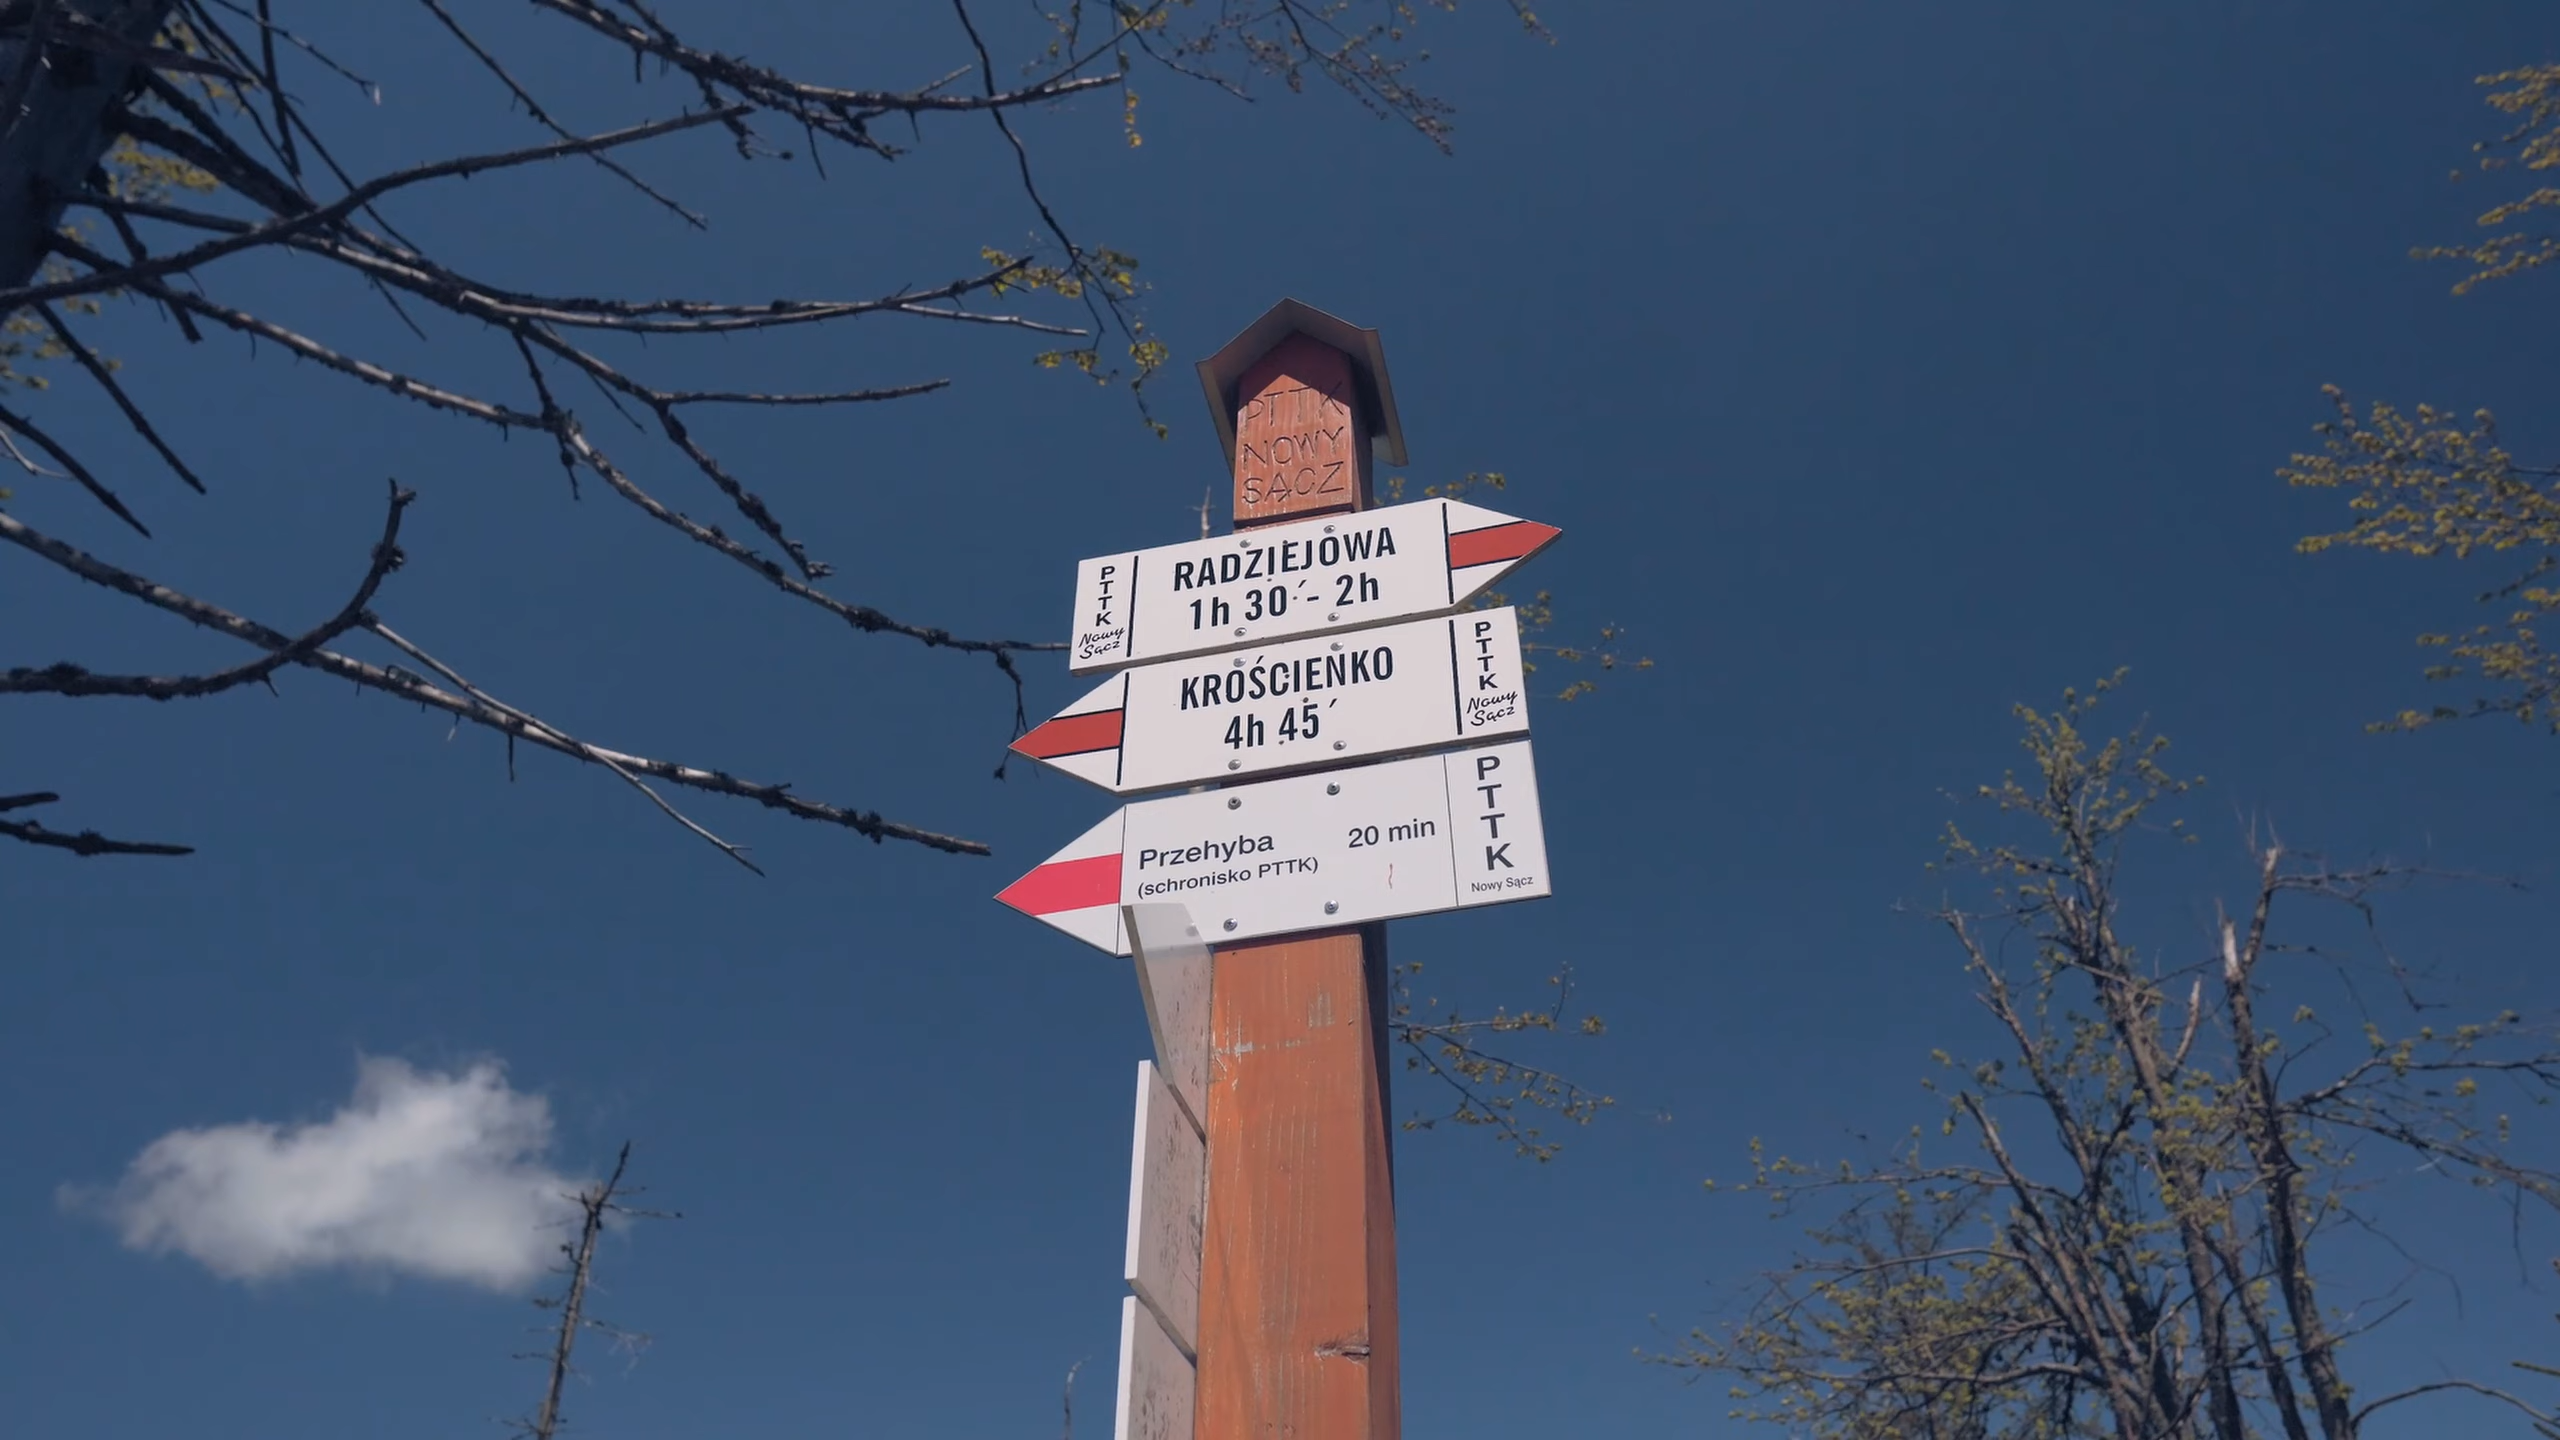 PTTK
NOWY
SĄCZ
PTTK
Nowy
Sącz
RADZIEJOWA
1h 30´- 2h
KROŚCIENKO
4h 45´
PTTK
Nowy
Sącz
Przehyba 20 min
(schronisko PTTK)
PTTK
Nowy Sącz